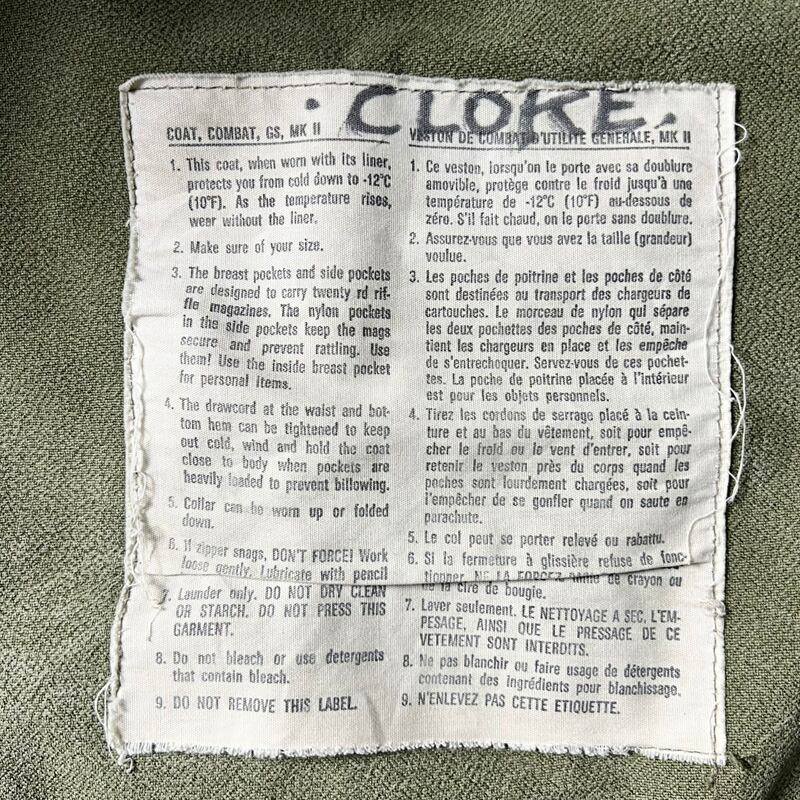 CLOKE.
COAT, COMBAT, GS, MK II
1. This coat, when worn with its liner,
protects you from cold down to -12°C
(10°F). As the temperature rises,
wear without the liner.
2. Make sure of your size.
3. The breast pockets and side pockets
are designed to carry twenty rd rif-
fle magazines. The nylon pockets
in the side pockets keep the mags
secure and prevent rattling. Use
them! Use the inside breast pocket
for personal items.
4. The drawcord at the waist and bot-
tom hem can be tightened to keep
out cold, wind and hold the coat
close to body when pockets are
heavily loaded to prevent billowing.
5. Collar can be worn up or folded
down.
6. If zipper snags, DON'T FORCE! Work
loose gently. Lubricate with pencil
7. Launder only. DO NOT DRY CLEAN
OR STARCH. DO NOT PRESS THIS
GARMENT.
8. Do not bleach or use detergents
that contain bleach.
9. DO NOT REMOVE THIS LABEL.
VESTON DE COMBAT D'UTILITE GENERALE, MK II
1. Ce veston, lorsqu'on le porte avec sa doublure
amovible, protège contre le froid jusqu'à une
température de -12°C (10°F) au-dessous de
zéro. S'il fait chaud, on le porte sans doublure.
2. Assurez-vous que vous avez la taille (grandeur)
voulue.
3. Les poches de poitrine et les poches de côté
sont destinées au transport des chargeurs de
cartouches. Le morceau de nylon qui sépare
les deux pochettes des poches de côté, main-
tient les chargeurs en place et les empêche
de s'entrechoquer. Servez-vous de ces pochet-
tes. La poche de poitrine placée à l'intérieur
est pour les objets personnels.
4. Tirez les cordons de serrage placé à la cein-
ture et au bas du vêtement, soit pour empê-
cher le froid ou le vent d'entrer, soit pour
retenir le veston près du corps quand les
poches sont lourdement chargées, soit pour
l'empêcher de se gonfler quand on saute en
parachute.
5. Le col peut se porter relevé ou rabattu.
6. Si la fermeture à glissière refuse de fonc-
tionner, NE LA FORCEZ de crayon ou
de la cire de bougie.
7. Laver seulement. LE NETTOYAGE A SEC, L'EM-
PESAGE, AINSI QUE LE PRESSAGE DE CE
VETEMENT SONT INTERDITS.
8. Ne pas blanchir ou faire usage de détergents
contenant des ingrédients pour blanchissage.
9. N'ENLEVEZ PAS CETTE ETIQUETTE.